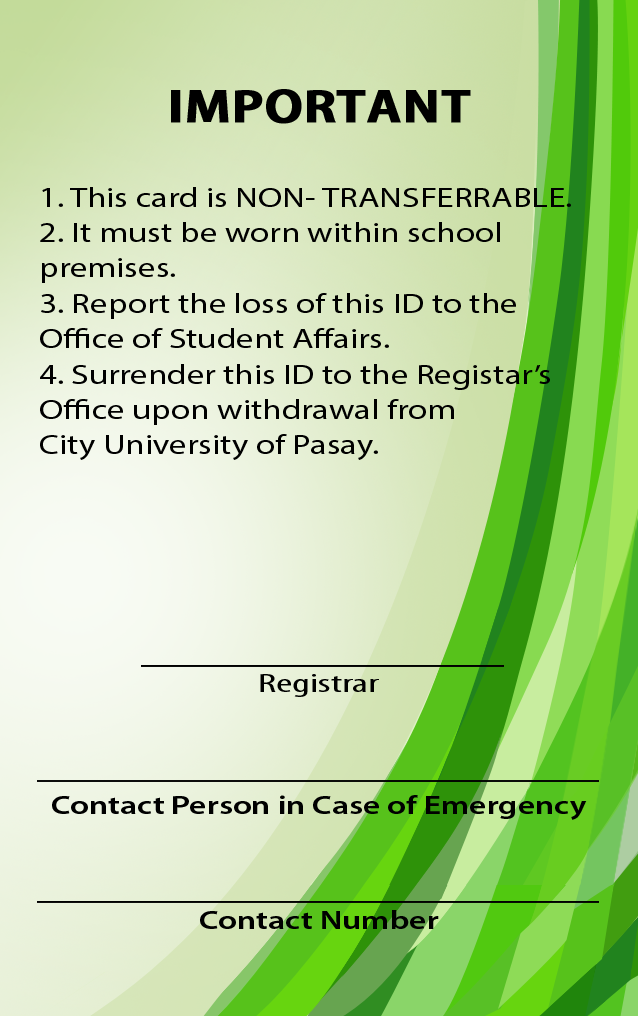 IMPORTANT
1. This card is NON- TRANSFERRABLE.
2. It must be worn within school
premises.
3. Report the loss of this ID to the
Office of Student Affairs.
4. Surrender this ID to the Registar’s
Office upon withdrawal from
City University of Pasay.
Registrar
Contact Person in Case of Emergency
Contact Number